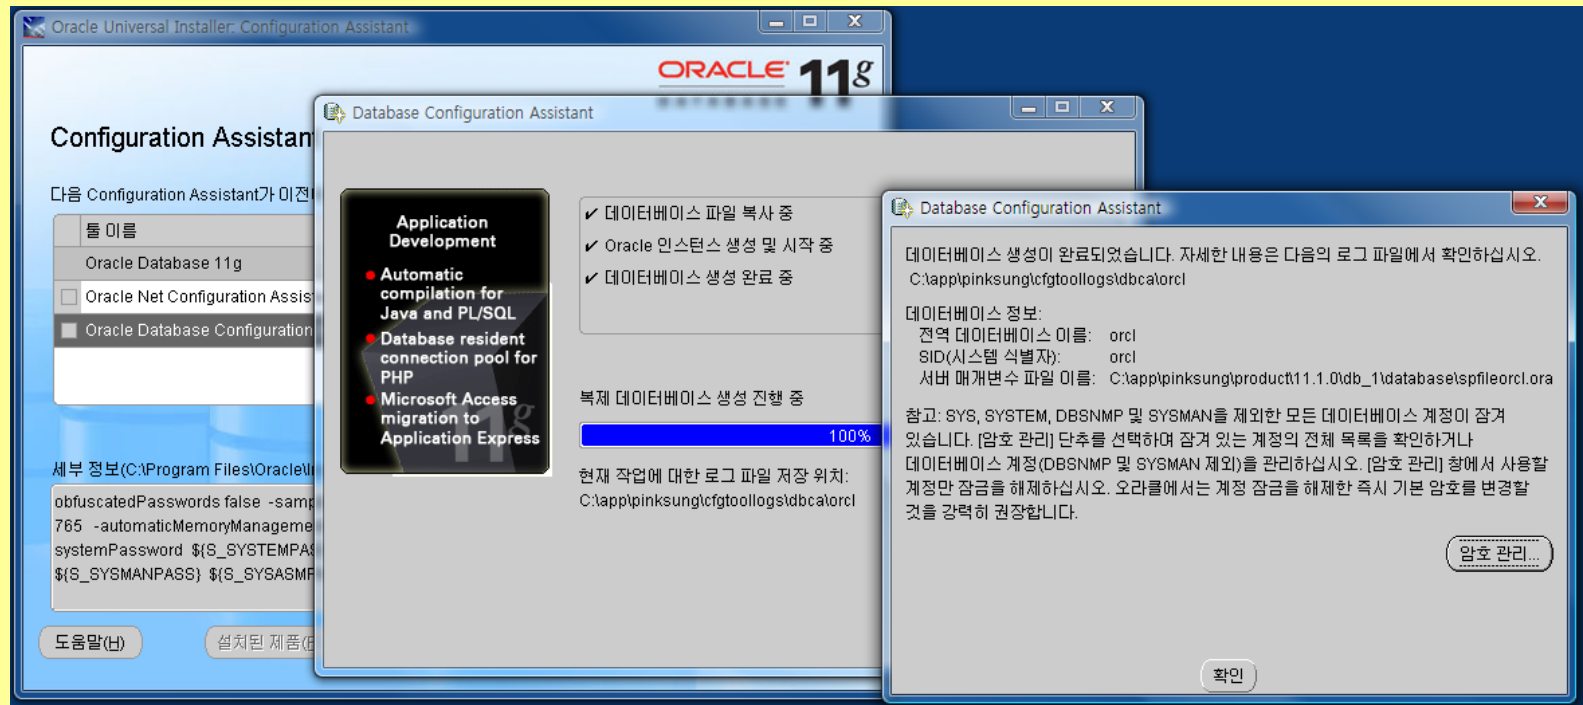 Oracle Universal Installer: Configuration Assistant
ORACLE 11g
DATABASE
Configuration Assistan
다음 Configuration Assistant가 이전
툴 이름
Oracle Database 11g
Oracle Net Configuration Assis
Oracle Database Configuration
세부 정보(C:\Program Files\Oracle\In
obfuscatedPasswords false -samp
765 -automaticMemoryManageme
systemPassword ${S_SYSTEMPAS
${S_SYSMANPASS} ${S_SYSASMP
도움말(H)
설치된 제품(P
Database Configuration Assistant
Application
Development
Automatic
compilation for
Java and PL/SQL
Database resident
connection pool for
PHP
Microsoft Access
migration to
Application Express
11g
✔ 데이터베이스 파일 복사 중
✔ Oracle 인스턴스 생성 및 시작 중
✔ 데이터베이스 생성 완료 중
복제 데이터베이스 생성 진행 중
100%
현재 작업에 대한 로그 파일 저장 위치:
C:\app\pinksung\cfgtoollogs\dbca\orcl
Database Configuration Assistant
데이터베이스 생성이 완료되었습니다. 자세한 내용은 다음의 로그 파일에서 확인하십시오.
C:\app\pinksung\cfgtoollogs\dbca\orcl
데이터베이스 정보:
전역 데이터베이스 이름: orcl
SID(시스템 식별자): orcl
서버 매개변수 파일 이름: C:\app\pinksung\product\11.1.0\db_1\database\spfileorcl.ora
참고: SYS, SYSTEM, DBSNMP 및 SYSMAN을 제외한 모든 데이터베이스 계정이 잠겨
있습니다. [암호 관리] 단추를 선택하여 잠겨 있는 계정의 전체 목록을 확인하거나
데이터베이스 계정(DBSNMP 및 SYSMAN 제외)을 관리하십시오. [암호 관리] 창에서 사용할
계정만 잠금을 해제하십시오. 오라클에서는 계정 잠금을 해제한 즉시 기본 암호를 변경할
것을 강력히 권장합니다.
암호 관리...
확인